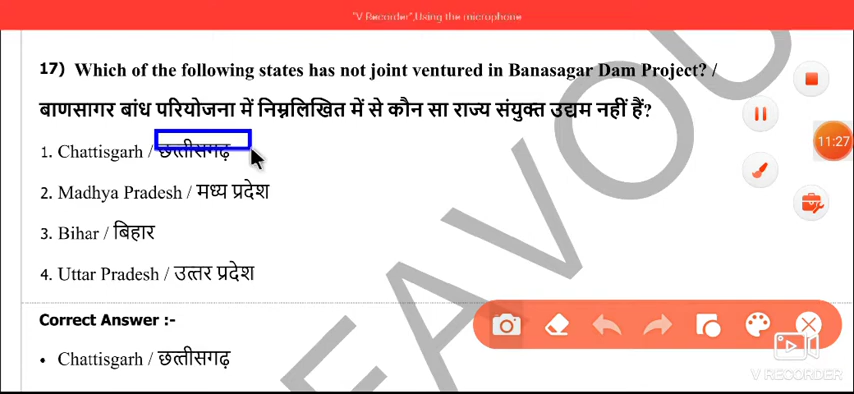 "V Recorder",Using the microphone
17) Which of the following states has not joint ventured in Banasagar Dam Project? /
बाणसागर बांध परियोजना में निम्नलिखित में से कौन सा राज्य संयुक्त उद्यम नहीं हैं?
11:27
1. Chattisgarh / छत्तीसगढ़
2. Madhya Pradesh / मध्य प्रदेश
3. Bihar / बिहार
4. Uttar Pradesh / उत्तर प्रदेश
Correct Answer :-
• Chattisgarh / छत्तीसगढ़
V RECORDER
FAVOU